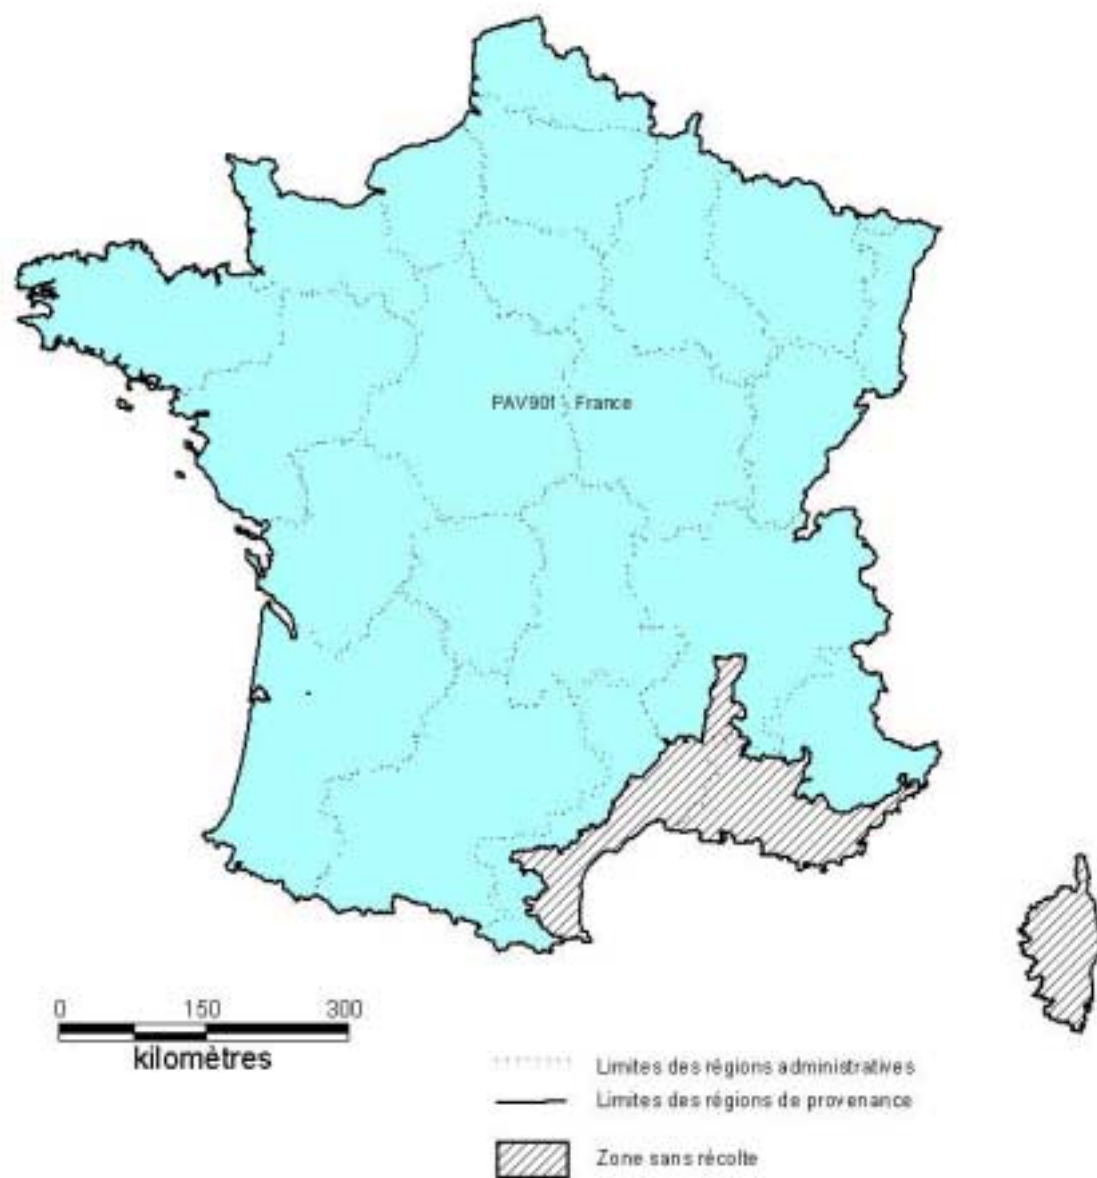 PAV901 - France
0 150 300
kilomètres
Limites des régions administratives
Limites des régions de provenance
Zone sans récolte